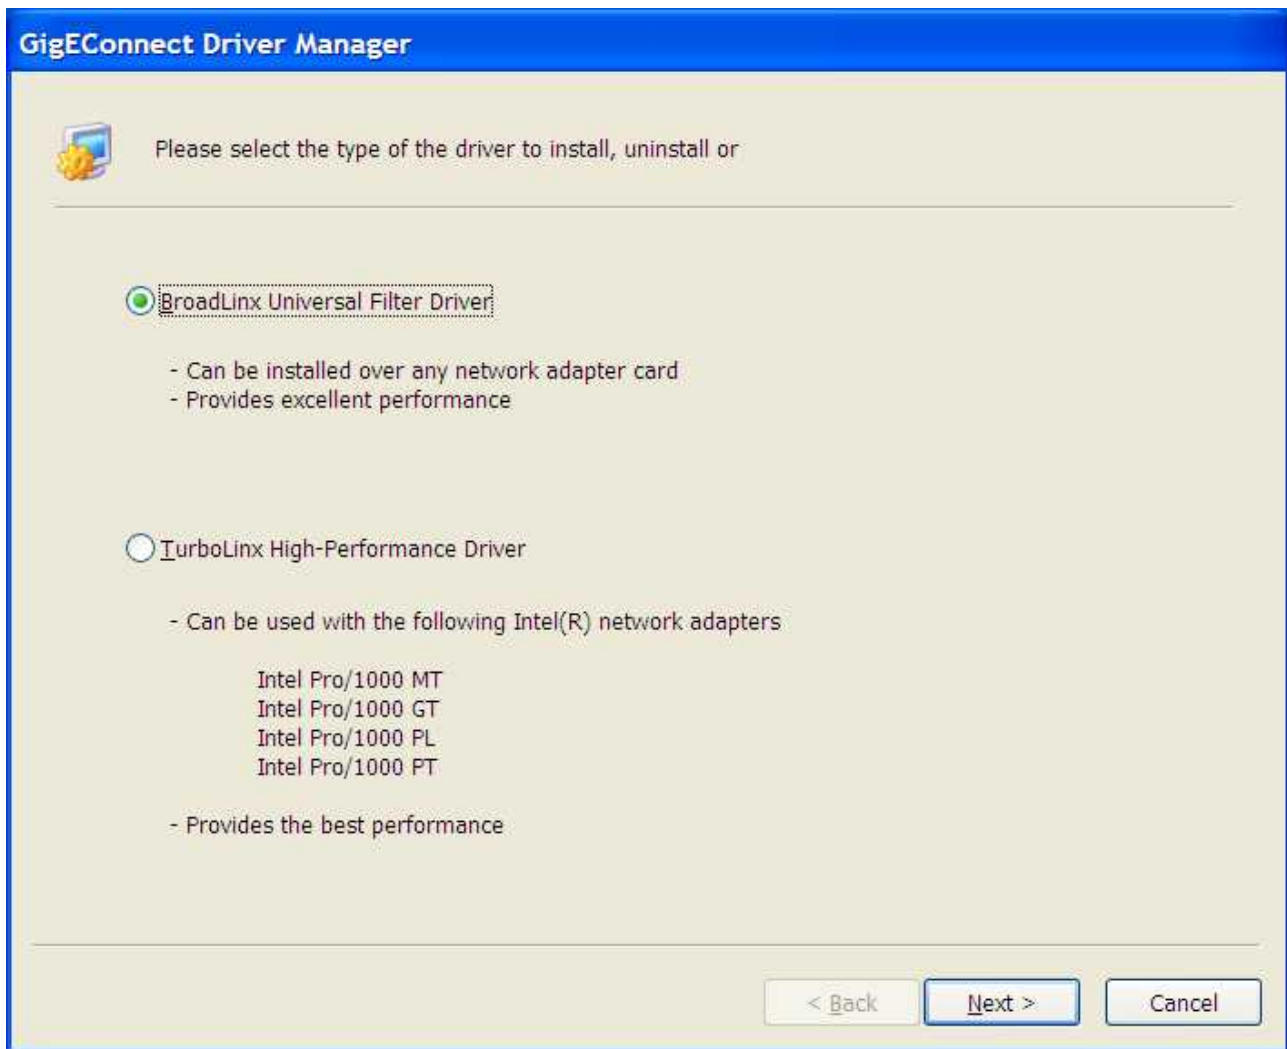 GigEConnect Driver Manager
Please select the type of the driver to install, uninstall or
BroadLinx Universal Filter Driver
- Can be installed over any network adapter card
- Provides excellent performance
TurboLinx High-Performance Driver
- Can be used with the following Intel(R) network adapters
Intel Pro/1000 MT
Intel Pro/1000 GT
Intel Pro/1000 PL
Intel Pro/1000 PT
- Provides the best performance
< Back
Next >
Cancel